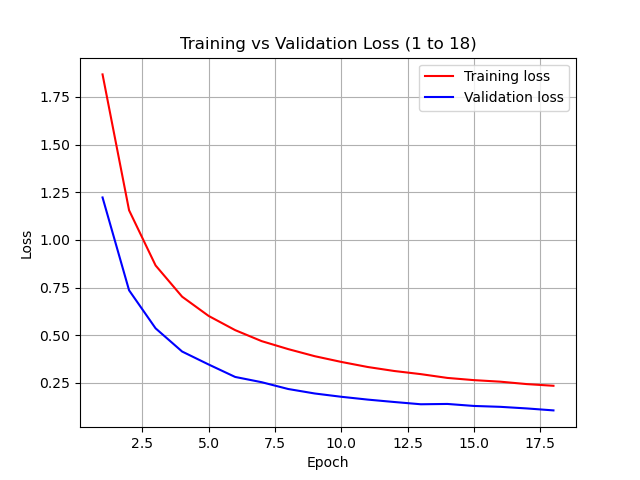 Training vs Validation Loss (1 to 18)
Training loss
Validation loss
1.75
1.50
1.25
1.00
0.75
0.50
0.25
Loss
2.5 5.0 7.5 10.0 12.5 15.0 17.5
Epoch